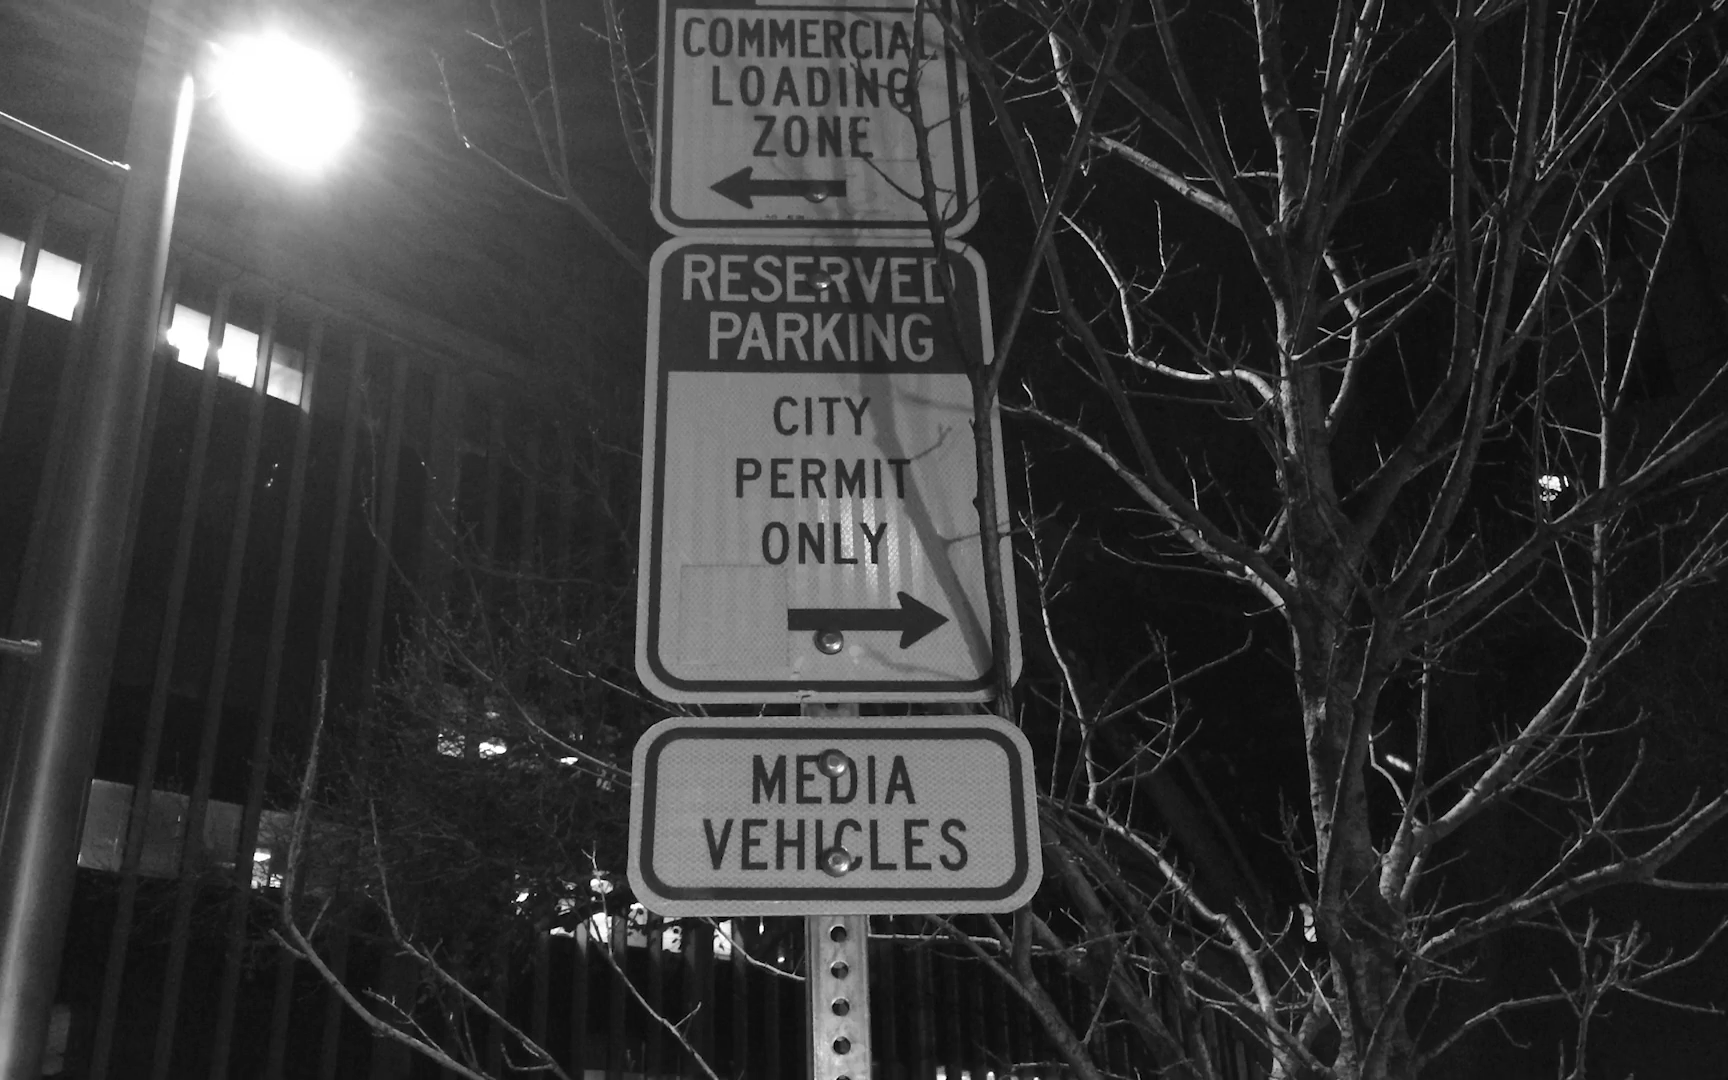 COMMERCIAL
LOADING
ZONE
RESERVED
PARKING
CITY
PERMIT
ONLY
MEDIA
VEHICLES